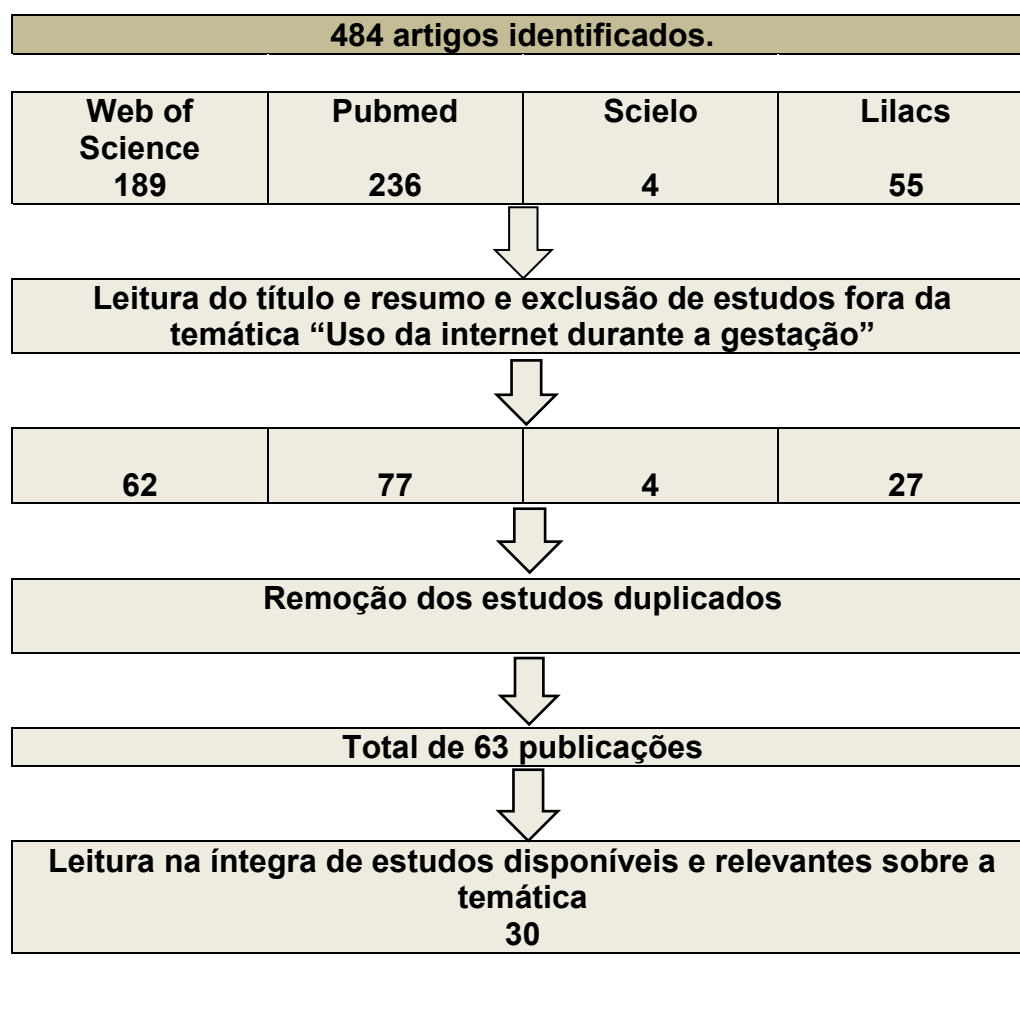 484 artigos identificados.
Web of
Science
189
Pubmed
236
Scielo
4
Lilacs
55
Leitura do título e resumo e exclusão de estudos fora da
temática “Uso da internet durante a gestação”
62
77
4
27
Remoção dos estudos duplicados
Total de 63 publicações
Leitura na íntegra de estudos disponíveis e relevantes sobre a
temática
30